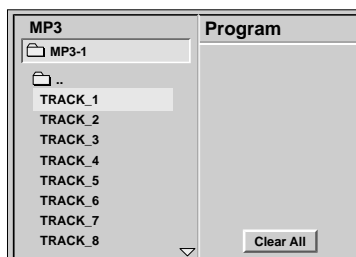 MP3
MP3-1
..
TRACK_1
TRACK_2
TRACK_3
TRACK_4
TRACK_5
TRACK_6
TRACK_7
TRACK_8
Program
Clear All